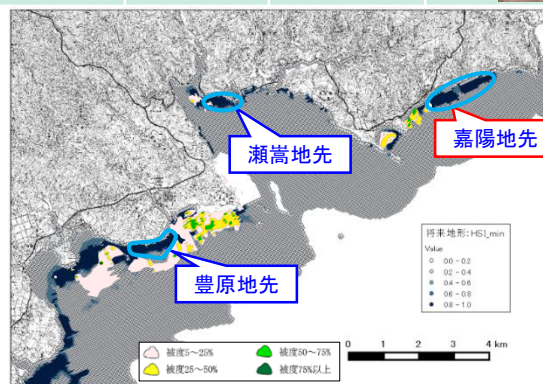 瀬嵩地先
嘉陽地先
豊原地先
将来地形:HSI_min
Value
0.0 - 0.2
0.2 - 0.4
0.4 - 0.6
0.6 - 0.8
0.8 - 1.0
被度5~25%
被度50~75%
被度25~50%
被度75%以上
0 1 2 3 4 km